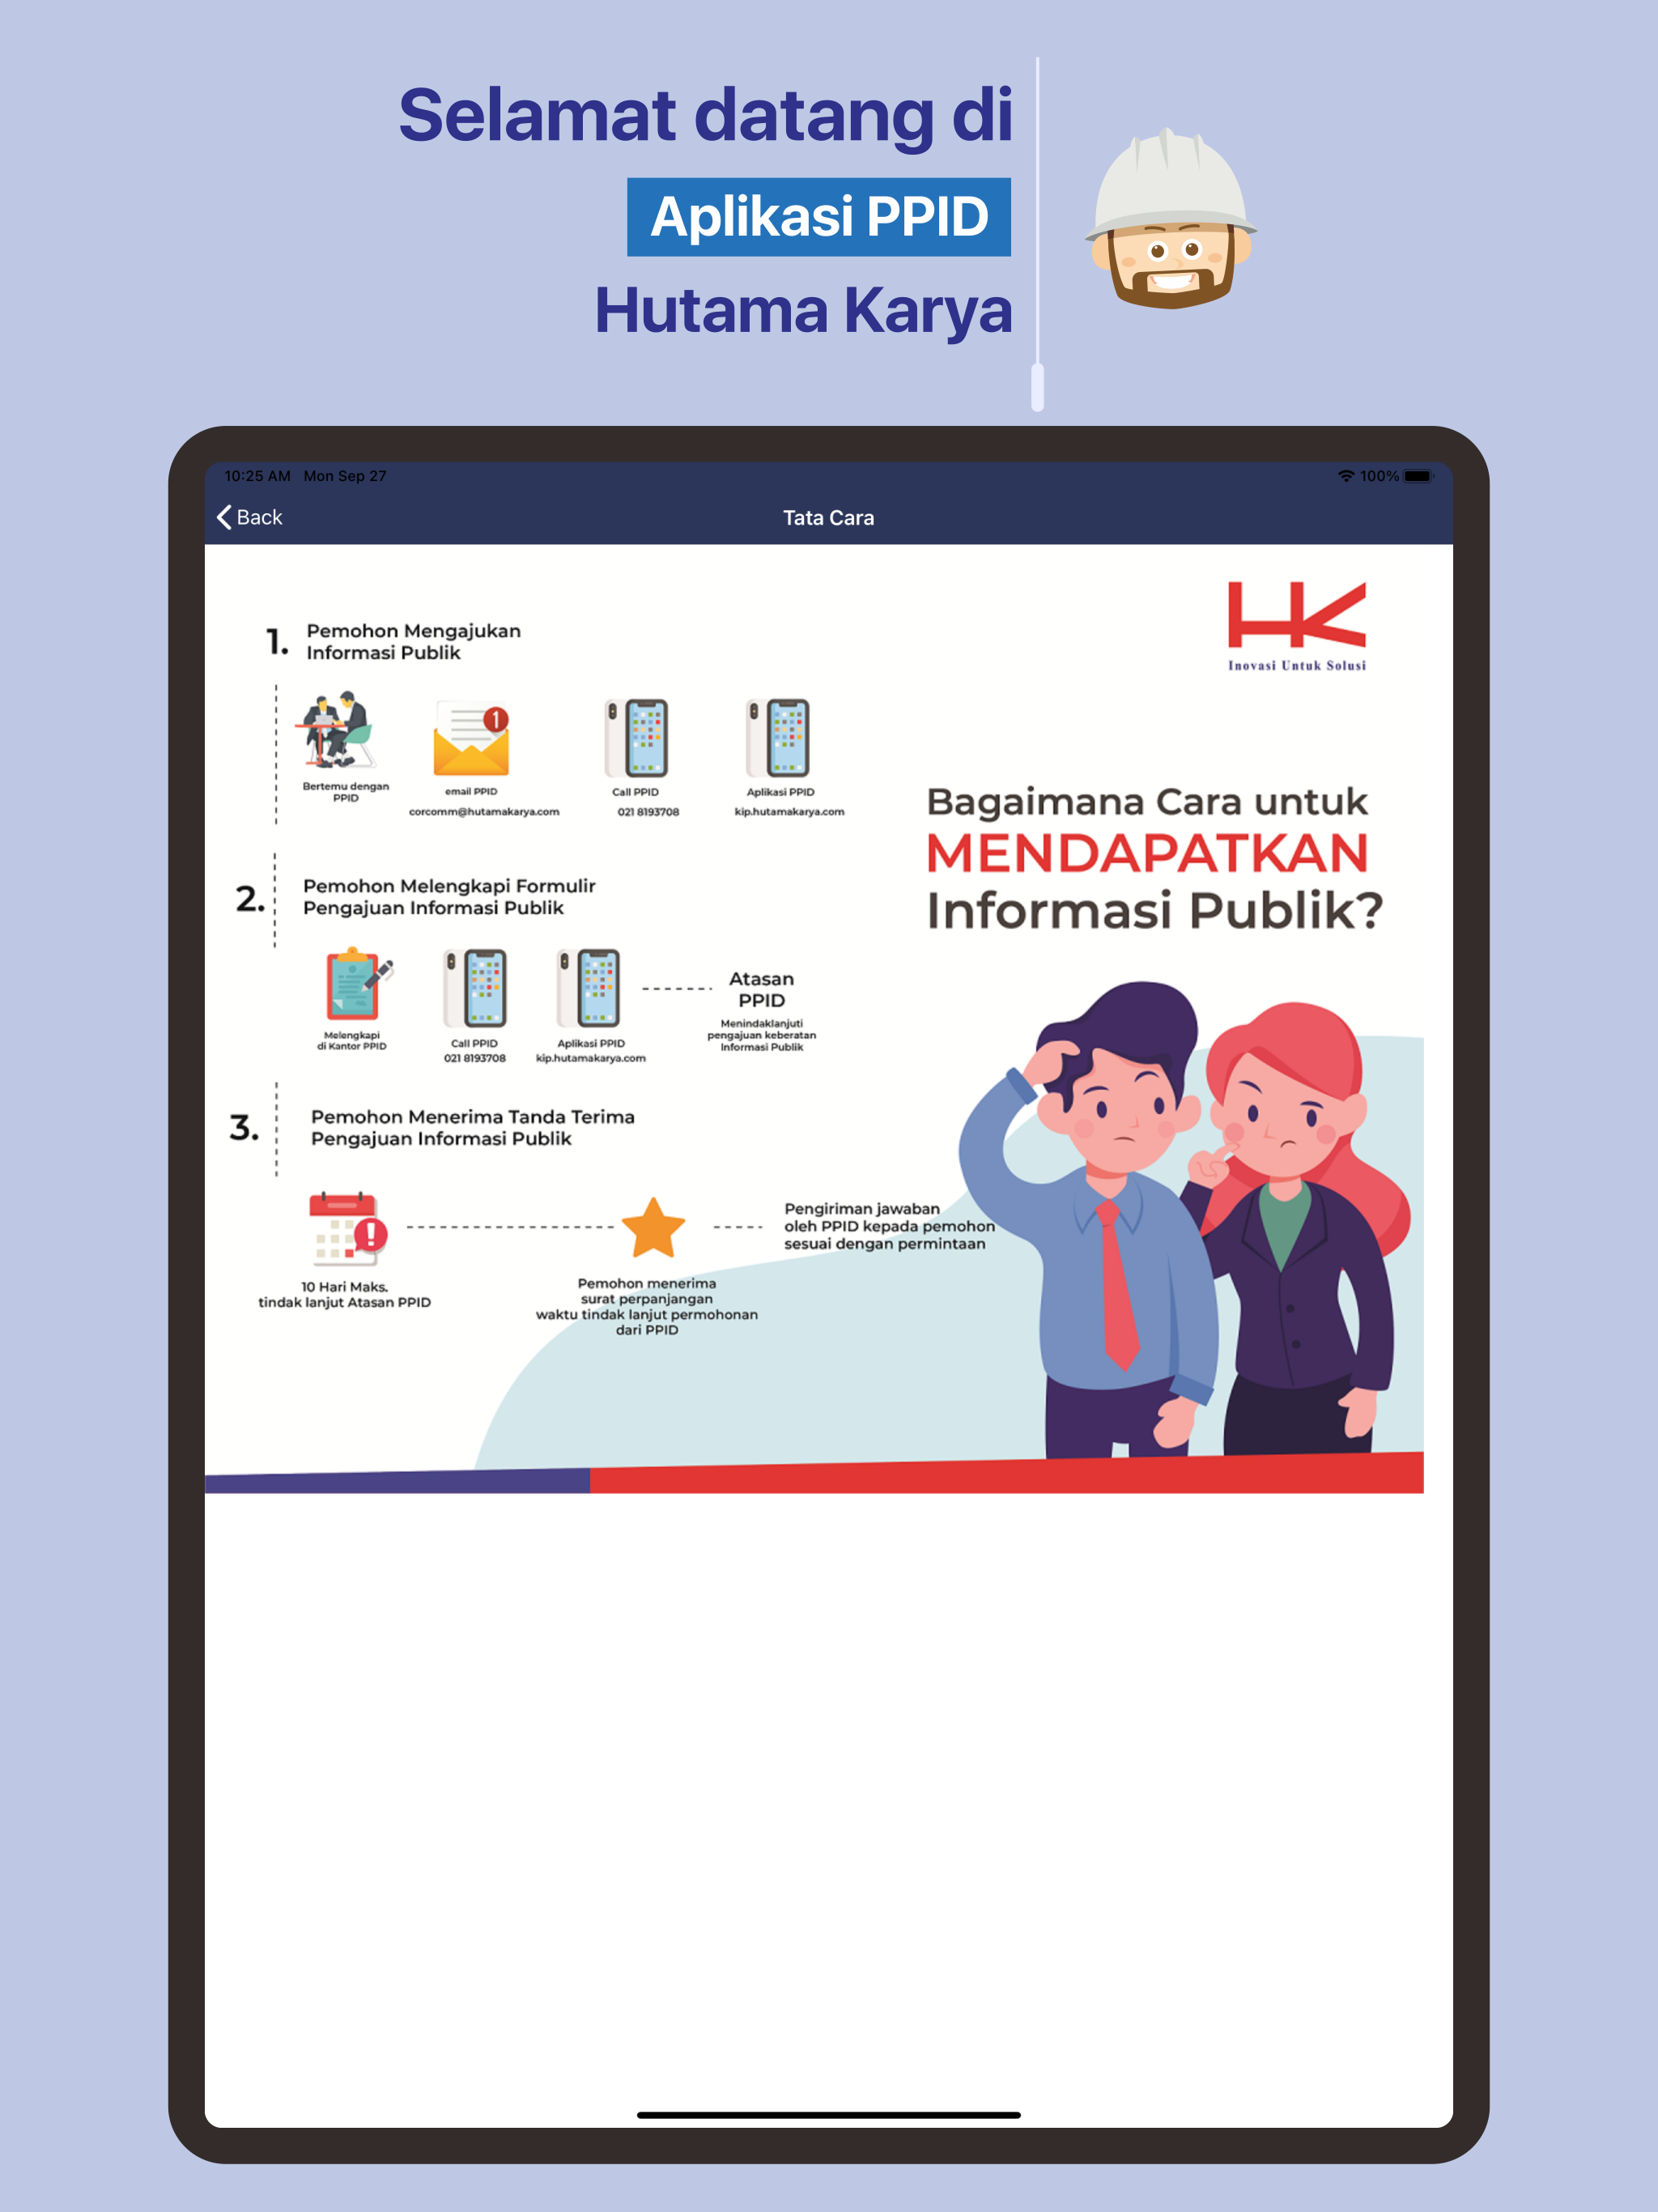 Selamat datang di
Aplikasi PPID
Hutama Karya
10:25 AM Mon Sep 27
100%
Back
Tata Cara
HK
Inovasi Untuk Solusi
1. Pemohon Mengajukan
Informasi Publik
1
Bertemu dengan
PPID
email PPID
corcomm@hutamakarya.com
Call PPID
021 8193708
Aplikasi PPID
kip.hutamakarya.com
Bagaimana Cara untuk
MENDAPATKAN
Informasi Publik?
2. Pemohon Melengkapi Formulir
Pengajuan Informasi Publik
Melengkapi
di Kantor PPID
Call PPID
021 8193708
Aplikasi PPID
kip.hutamakarya.com
Atasan
PPID
Menindaklanjuti
pengajuan keberatan
Informasi Publik
3. Pemohon Menerima Tanda Terima
Pengajuan Informasi Publik
!
10 Hari Maks.
tindak lanjut Atasan PPID
Pemohon menerima
surat perpanjangan
waktu tindak lanjut permohonan
dari PPID
Pengiriman jawaban
oleh PPID kepada pemohon
sesuai dengan permintaan